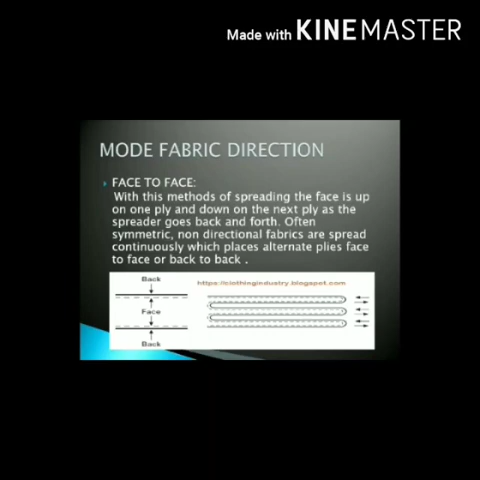 Made with KINEMASTER
MODE FABRIC DIRECTION
FACE TO FACE:
With this methods of spreading the face is up
on one ply and down on the next ply as the
spreader goes back and forth. Often
symmetric, non directional fabrics are spread
continuously which places alternate plies face
to face or back to back .
Back
https://clothingindustry.blogspot.com
Face
Back